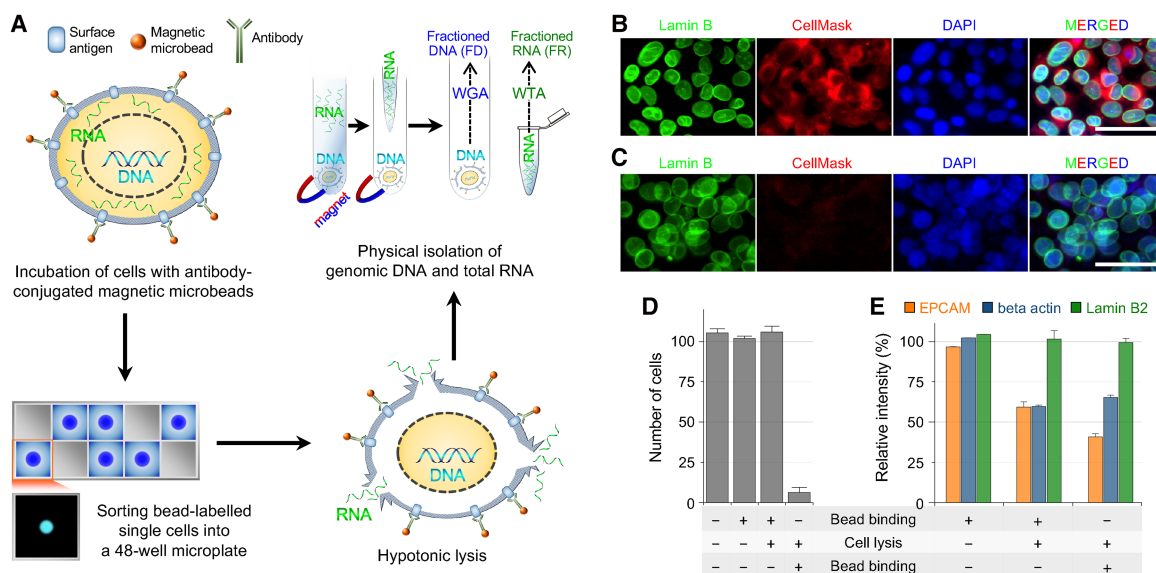 A
Surface
antigen
Magnetic
microbead
Antibody
RNA
DNA
Incubation of cells with antibody-
conjugated magnetic microbeads
Sorting bead-labelled
single cells into
a 48-well microplate
RNA
DNA
Hypotonic lysis
Physical isolation of
genomic DNA and total RNA
RNA
DNA
magnet
RNA
DNA
Fractioned
DNA (FD)
WGA
DNA
Fractioned
RNA (FR)
WTA
RNA
B
Lamin B CellMask DAPI MERGED
C
Lamin B CellMask DAPI MERGED
D
Number of cells
100
75
50
25
0
E
EPCAM beta actin Lamin B2
Relative intensity (%)
100
75
50
25
0
– + + – Bead binding + + –
– – + + Cell lysis – + +
– – – + Bead binding – – +